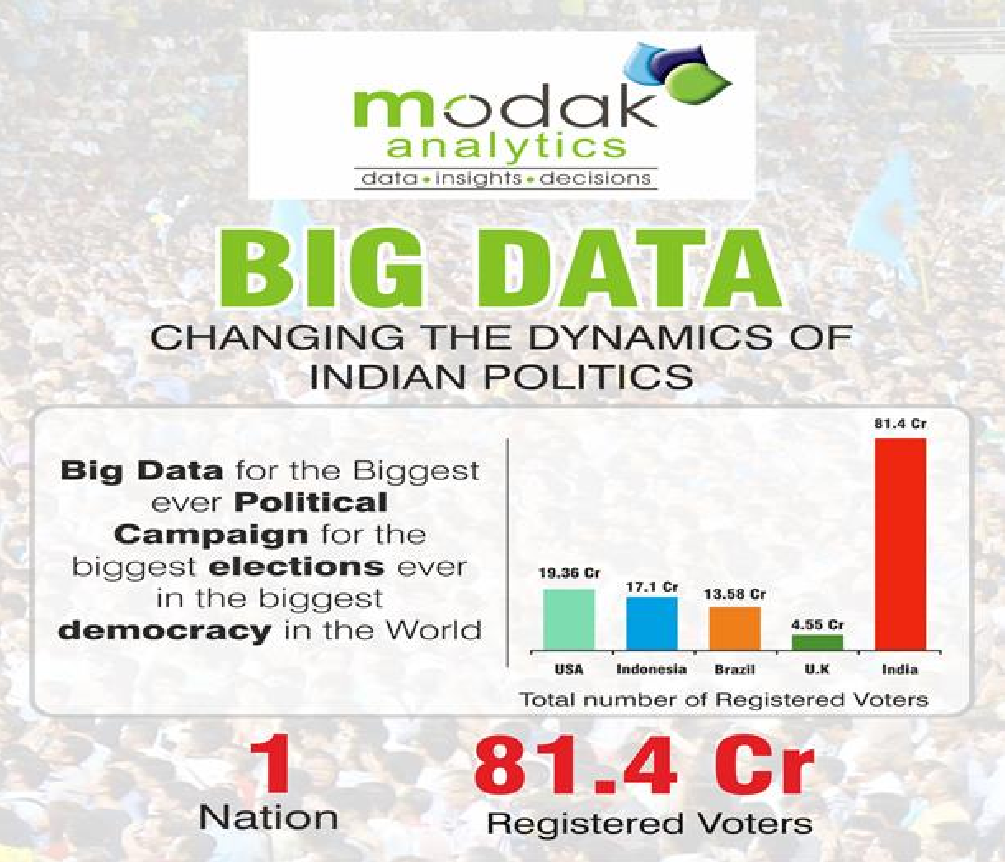 modak
analytics
data•insights•decisions
BIG DATA
CHANGING THE DYNAMICS OF
INDIAN POLITICS
Big Data for the Biggest
ever Political
Campaign for the
biggest elections ever
in the biggest
democracy in the World
81.4 Cr
19.36 Cr
17.1 Cr
13.58 Cr
4.55 Cr
USA Indonesia Brazil U.K India
Total number of Registered Voters
1
Nation
81.4 Cr
Registered Voters